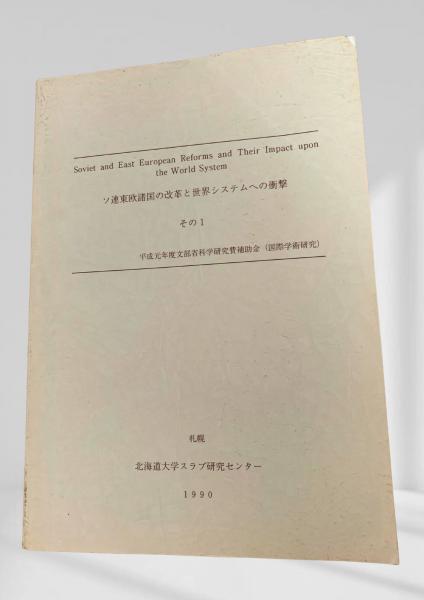 Soviet and East European Reforms and Their Impact upon
the World System
ソ連東欧諸国の改革と世界システムへの衝撃
その1
平成元年度文部省科学研究費補助金（国際学術研究）
札幌
北海道大学スラブ研究センター
1990